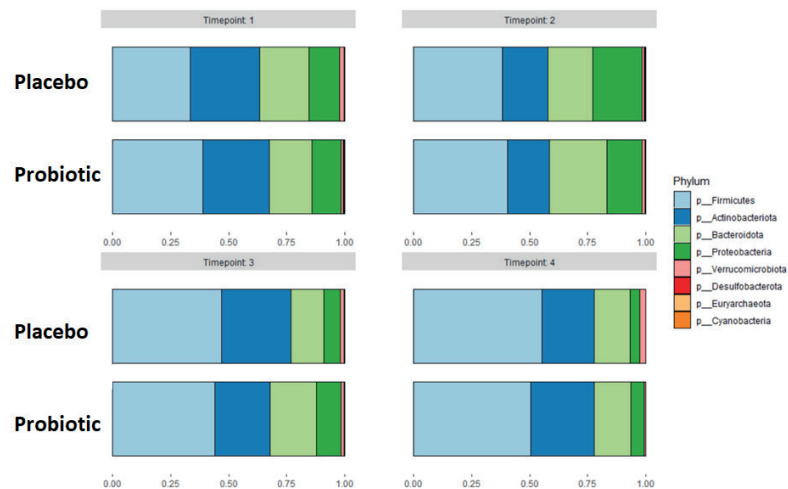 Timepoint: 1
Timepoint: 2
Placebo
Probiotic
0.00 0.25 0.50 0.75 1.00
0.00 0.25 0.50 0.75 1.00
Timepoint: 3
Timepoint: 4
Placebo
Probiotic
0.00 0.25 0.50 0.75 1.00
0.00 0.25 0.50 0.75 1.00
Phylum
p__Firmicutes
p__Actinobacteriota
p__Bacteroidota
p__Proteobacteria
p__Verrucomicrobiota
p__Desulfobacterota
p__Euryarchaeota
p__Cyanobacteria